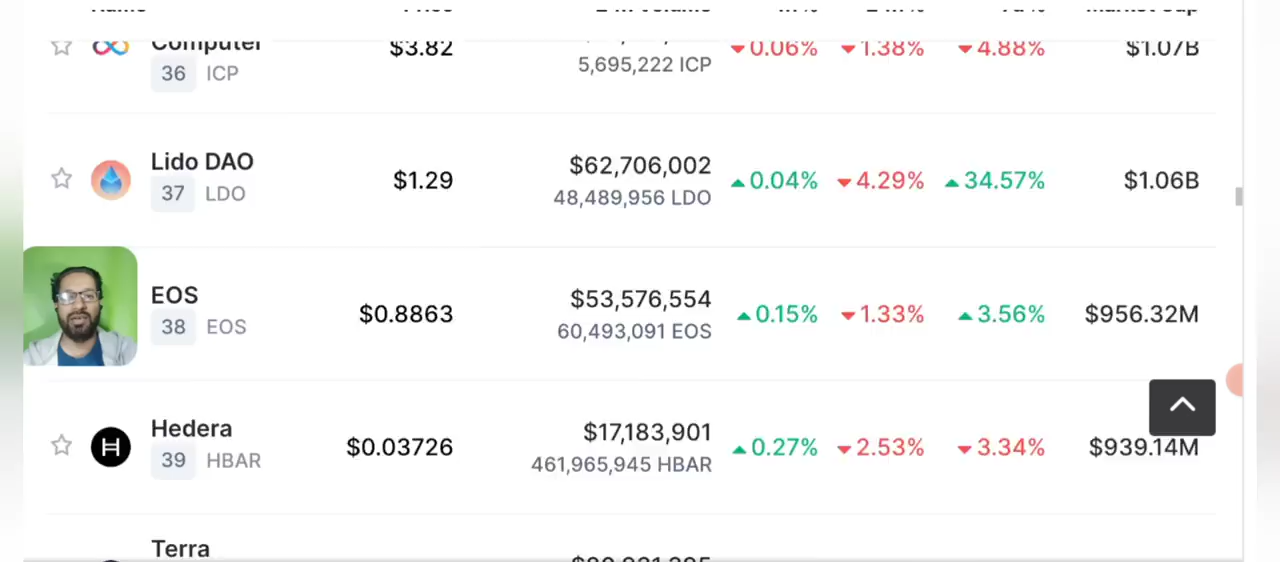 Computer
$3.82
0.06% 1.38% 4.88% $1.07B
36 ICP
5,695,222 ICP
Lido DAO
37 LDO
$1.29
$62,706,002
48,489,956 LDO
0.04% 4.29% 34.57% $1.06B
EOS
38 EOS
$0.8863
$53,576,554
60,493,091 EOS
0.15% 1.33% 3.56% $956.32M
Hedera
39 HBAR
$0.03726
$17,183,901
461,965,945 HBAR
0.27% 2.53% 3.34% $939.14M
Terra